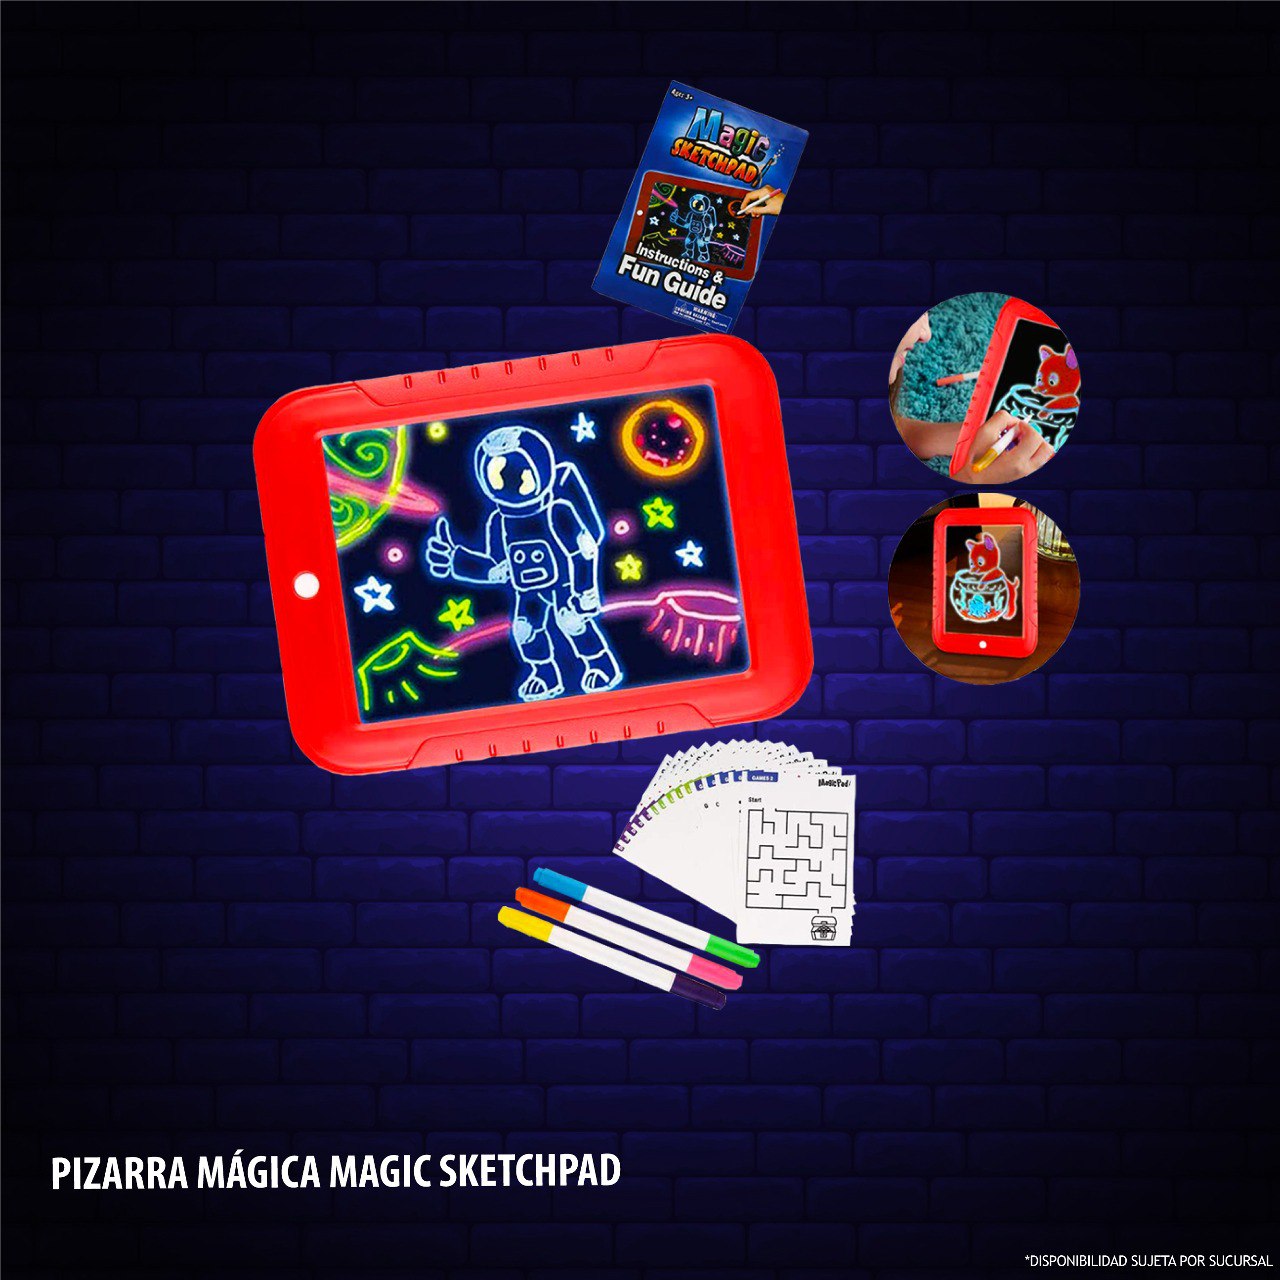 Ages 3+
Magic
SKETCHPAD
Instructions &
Fun Guide
WARNING:
GAMES 2
MagicPad
Start
PIZARRA MÁGICA MAGIC SKETCHPAD
*DISPONIBILIDAD SUJETA POR SUCURSAL